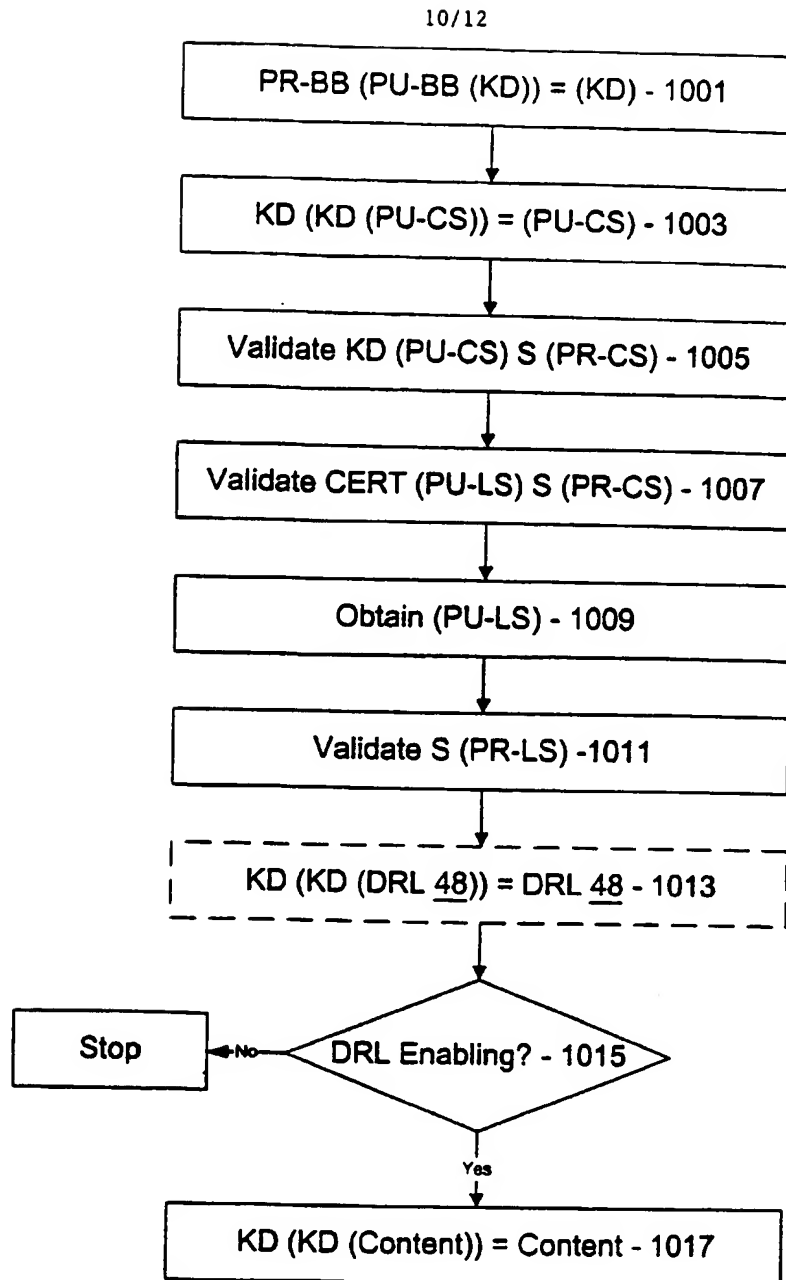 10/12
PR-BB (PU-BB (KD)) = (KD) - 1001
KD (KD (PU-CS)) = (PU-CS) - 1003
Validate KD (PU-CS) S (PR-CS) - 1005
Validate CERT (PU-LS) S (PR-CS) - 1007
Obtain (PU-LS) - 1009
Validate S (PR-LS) -1011
KD (KD (DRL 48)) = DRL 48 - 1013
DRL Enabling? - 1015
No
Stop
Yes
KD (KD (Content)) = Content - 1017